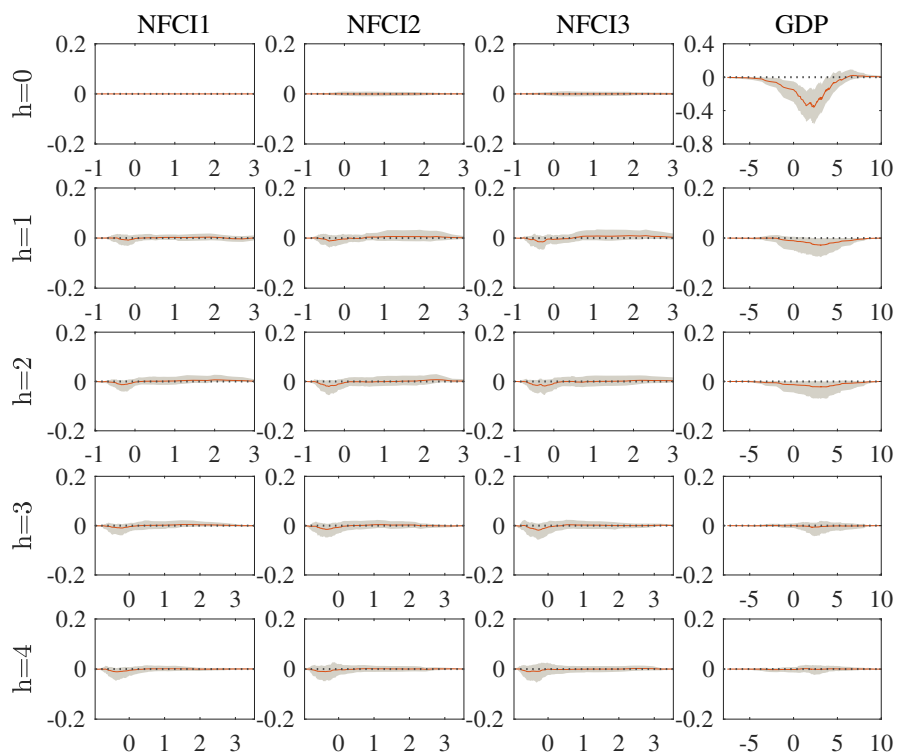 NFCI1 NFCI2 NFCI3 GDP
0.2 0.2 0.2 0.4
h=0 0 0 0 0
-0.4
-0.2 -0.2 -0.2 -0.8
-1 0 1 2 3 -1 0 1 2 3 -1 0 1 2 3 -5 0 5 10
0.2 0.2 0.2 0.2
h=1 0 0 0 0
-0.2 -0.2 -0.2 -0.2
-1 0 1 2 3 -1 0 1 2 3 -1 0 1 2 3 -5 0 5 10
0.2 0.2 0.2 0.2
h=2 0 0 0 0
-0.2 -0.2 -0.2 -0.2
-1 0 1 2 3 -1 0 1 2 3 -1 0 1 2 3 -5 0 5 10
0.2 0.2 0.2 0.2
h=3 0 0 0 0
-0.2 -0.2 -0.2 -0.2
0 1 2 3 0 1 2 3 0 1 2 3 -5 0 5 10
0.2 0.2 0.2 0.2
h=4 0 0 0 0
-0.2 -0.2 -0.2 -0.2
0 1 2 3 0 1 2 3 0 1 2 3 -5 0 5 10